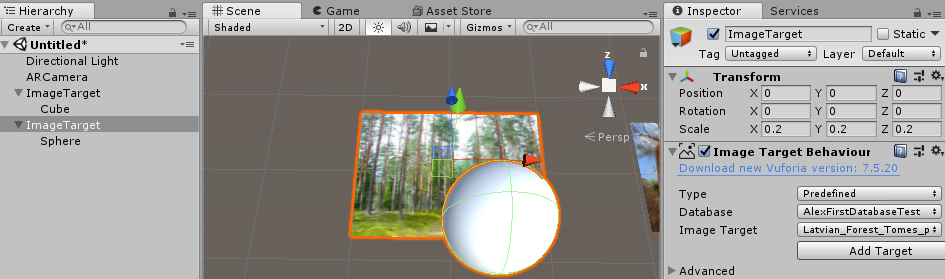 Hierarchy
Create
All
Untitled*
Directional Light
ARCamera
ImageTarget
Cube
ImageTarget
Sphere
Scene
Game
Asset Store
Shaded
2D
Gizmos
All
z
x
Persp
Inspector
Services
ImageTarget
Static
Tag
Untagged
Layer
Default
Transform
Position X 0 Y 0 Z 0
Rotation X 0 Y 0 Z 0
Scale X 0.2 Y 0.2 Z 0.2
Image Target Behaviour
Download new Vuforia version: 7.5.20
Type
Predefined
Database
AlexFirstDatabaseTest
Image Target
Latvian_Forest_Tomes_p
Add Target
Advanced